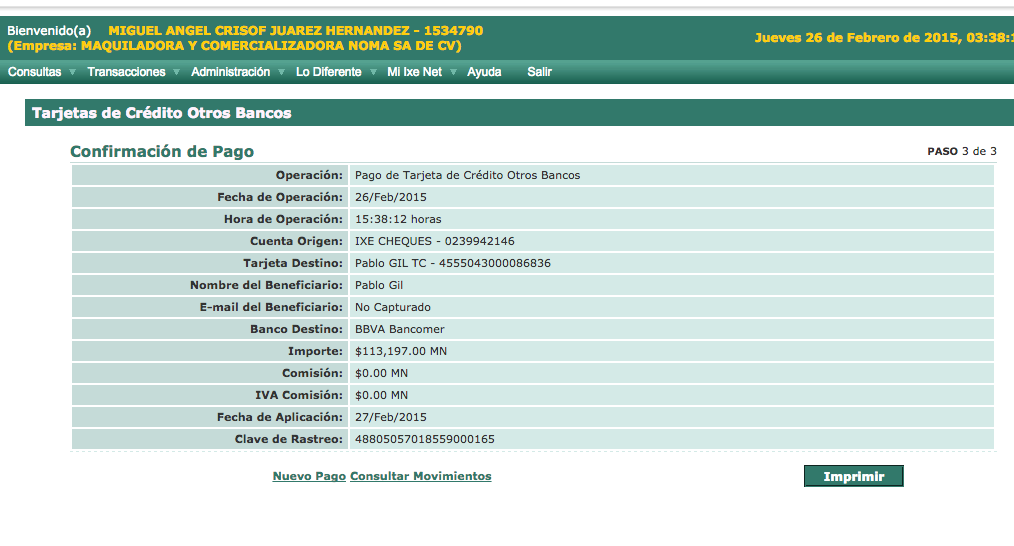 Bienvenido(a) MIGUEL ANGEL CRISOF JUAREZ HERNANDEZ - 1534790
(Empresa: MAQUILADORA Y COMERCIALIZADORA NOMA SA DE CV)
Jueves 26 de Febrero de 2015, 03:38:1
Consultas Transacciones Administración Lo Diferente Mi Ixe Net Ayuda Salir
Tarjetas de Crédito Otros Bancos
Confirmación de Pago PASO 3 de 3
Operación: Pago de Tarjeta de Crédito Otros Bancos
Fecha de Operación: 26/Feb/2015
Hora de Operación: 15:38:12 horas
Cuenta Origen: IXE CHEQUES - 0239942146
Tarjeta Destino: Pablo GIL TC - 4555043000086836
Nombre del Beneficiario: Pablo Gil
E-mail del Beneficiario: No Capturado
Banco Destino: BBVA Bancomer
Importe: $113,197.00 MN
Comisión: $0.00 MN
IVA Comisión: $0.00 MN
Fecha de Aplicación: 27/Feb/2015
Clave de Rastreo: 48805057018559000165
Nuevo Pago Consultar Movimientos Imprimir